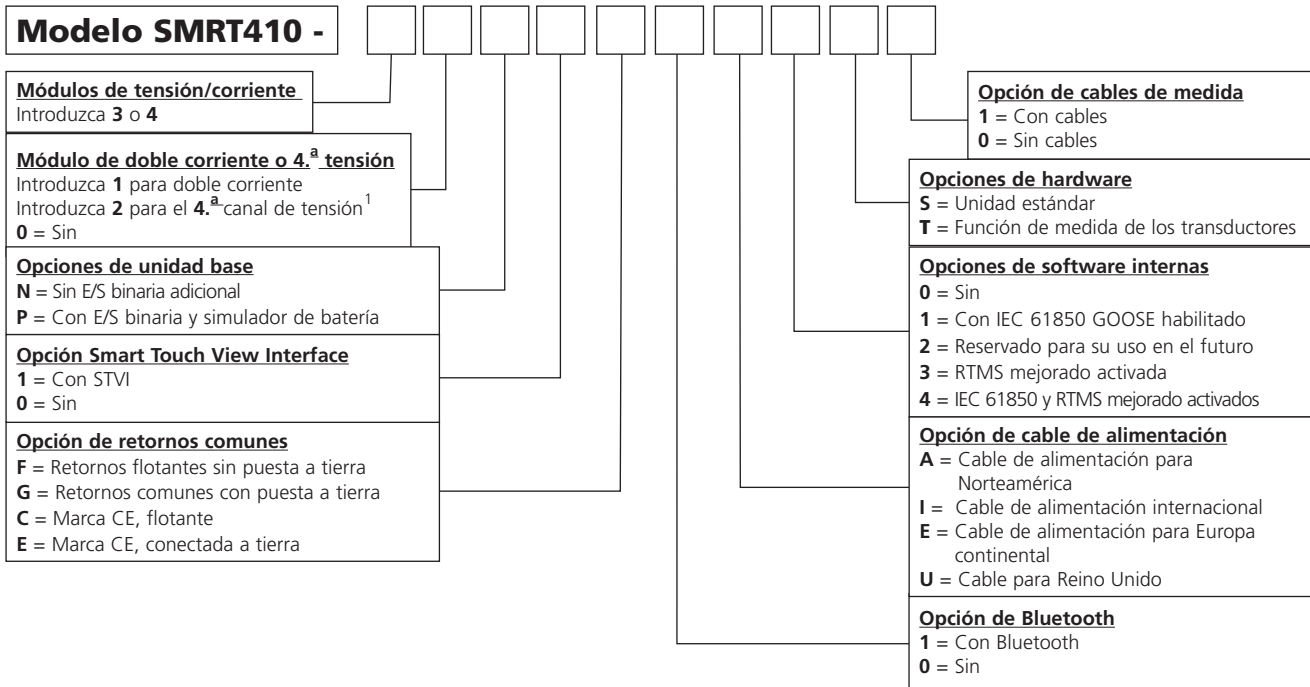 Modelo SMRT410 -
Módulos de tensión/corriente
Introduzca 3 o 4
Módulo de doble corriente o 4.ª tensión
Introduzca 1 para doble corriente
Introduzca 2 para el 4.ª canal de tensión1
0 = Sin
Opciones de unidad base
N = Sin E/S binaria adicional
P = Con E/S binaria y simulador de batería
Opción Smart Touch View Interface
1 = Con STVI
0 = Sin
Opción de retornos comunes
F = Retornos flotantes sin puesta a tierra
G = Retornos comunes con puesta a tierra
C = Marca CE, flotante
E = Marca CE, conectada a tierra
Opción de cables de medida
1 = Con cables
0 = Sin cables
Opciones de hardware
S = Unidad estándar
T = Función de medida de los transductores
Opciones de software internas
0 = Sin
1 = Con IEC 61850 GOOSE habilitado
2 = Reservado para su uso en el futuro
3 = RTMS mejorado activada
4 = IEC 61850 y RTMS mejorado activados
Opción de cable de alimentación
A = Cable de alimentación para
Norteamérica
I = Cable de alimentación internacional
E = Cable de alimentación para Europa
continental
U = Cable para Reino Unido
Opción de Bluetooth
1 = Con Bluetooth
0 = Sin